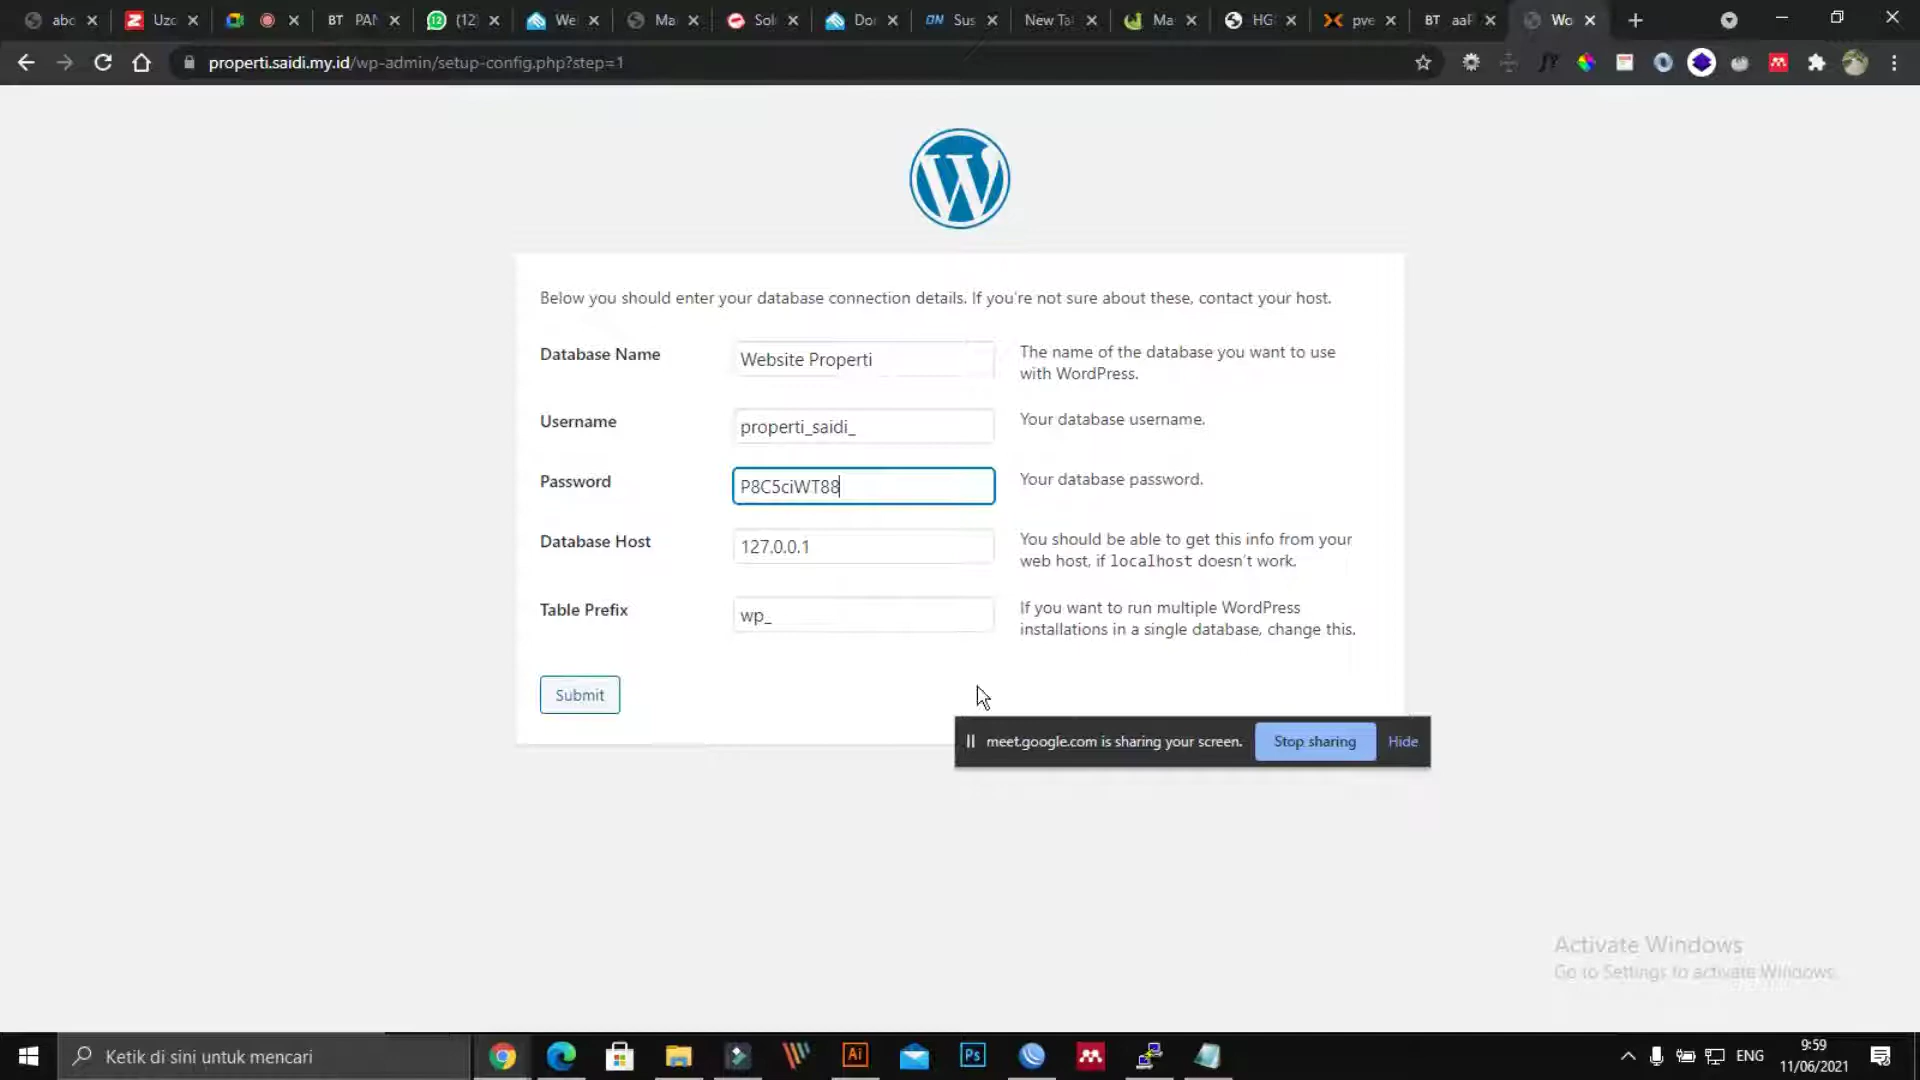 abc
Uzo
BT PAN
(12)
We
Ma
Sol
Dor
ON Sus
New Ta
Ma
HG
pve
BT aaP
Wo
properti.saidi.my.id/wp-admin/setup-config.php?step=1
Below you should enter your database connection details. If you're not sure about these, contact your host.
Database Name
Website Properti
The name of the database you want to use
with WordPress.
Username
properti_saidi_
Your database username.
Password
P8C5ciWT88
Your database password.
Database Host
127.0.0.1
You should be able to get this info from your
web host, if localhost doesn't work.
Table Prefix
wp_
If you want to run multiple WordPress
installations in a single database, change this.
Submit
meet.google.com is sharing your screen.
Stop sharing
Hide
Activate Windows
Go to Settings to activate Windows.
Ketik di sini untuk mencari
Ai
Ps
ENG
9:59
11/06/2021